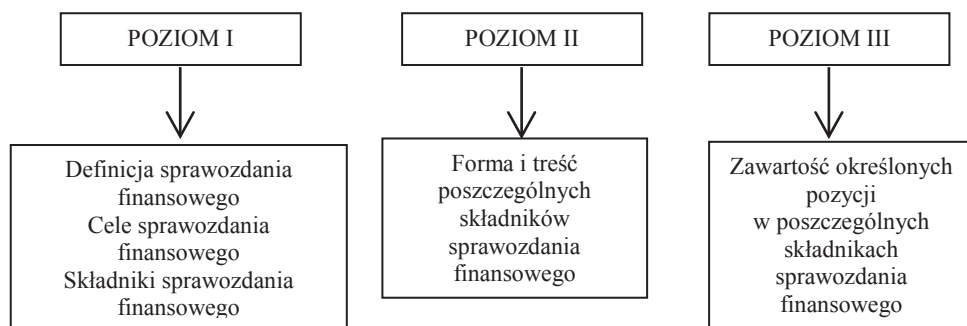 POZIOM I
POZIOM II
POZIOM III
Definicja sprawozdania
finansowego
Cele sprawozdania
finansowego
Składniki sprawozdania
finansowego
Forma i treść
poszczególnych
składników
sprawozdania
finansowego
Zawartość określonych
pozycji
w poszczególnych
składnikach
sprawozdania
finansowego